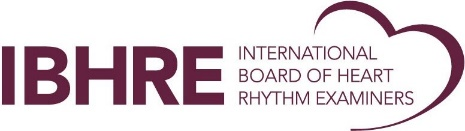 IBHRE
INTERNATIONAL
BOARD OF HEART
RHYTHM EXAMINERS